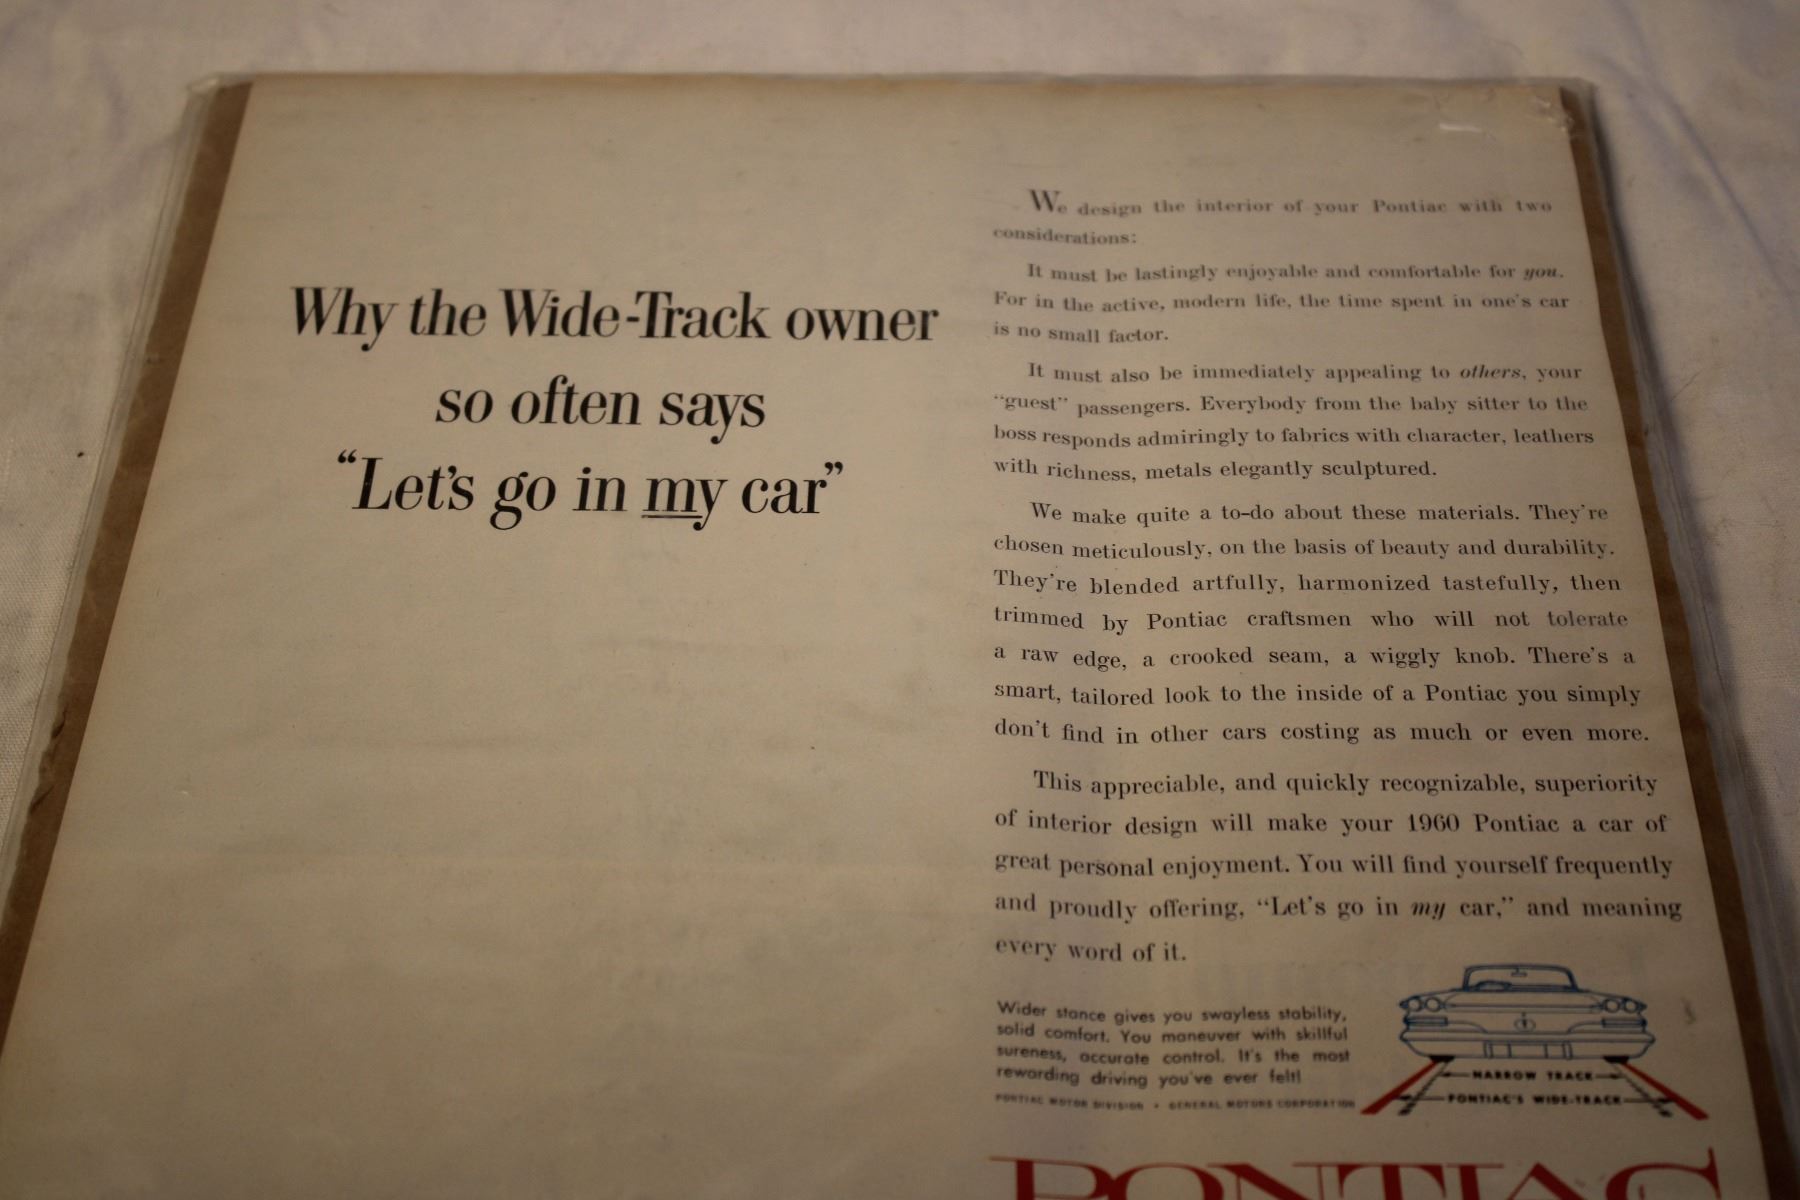 Why the Wide-Track owner
so often says
“Let’s go in my car”
We design the interior of your Pontiac with two
considerations:
It must be lastingly enjoyable and comfortable for you.
For in the active, modern life, the time spent in one’s car
is no small factor.
It must also be immediately appealing to others, your
“guest” passengers. Everybody from the baby sitter to the
boss responds admiringly to fabrics with character, leathers
with richness, metals elegantly sculptured.
We make quite a to-do about these materials. They’re
chosen meticulously, on the basis of beauty and durability.
They’re blended artfully, harmonized tastefully, then
trimmed by Pontiac craftsmen who will not tolerate
a raw edge, a crooked seam, a wiggly knob. There’s a
smart, tailored look to the inside of a Pontiac you simply
don’t find in other cars costing as much or even more.
This appreciable, and quickly recognizable, superiority
of interior design will make your 1960 Pontiac a car of
great personal enjoyment. You will find yourself frequently
and proudly offering, “Let’s go in my car,” and meaning
every word of it.
Wider stance gives you swayless stability,
solid comfort. You maneuver with skillful
sureness, accurate control. It's the most
rewarding driving you've ever felt!
PONTIAC MOTOR DIVISION • GENERAL MOTORS CORPORATION
NARROW TRACK
PONTIAC'S WIDE-TRACK
PONTIAC